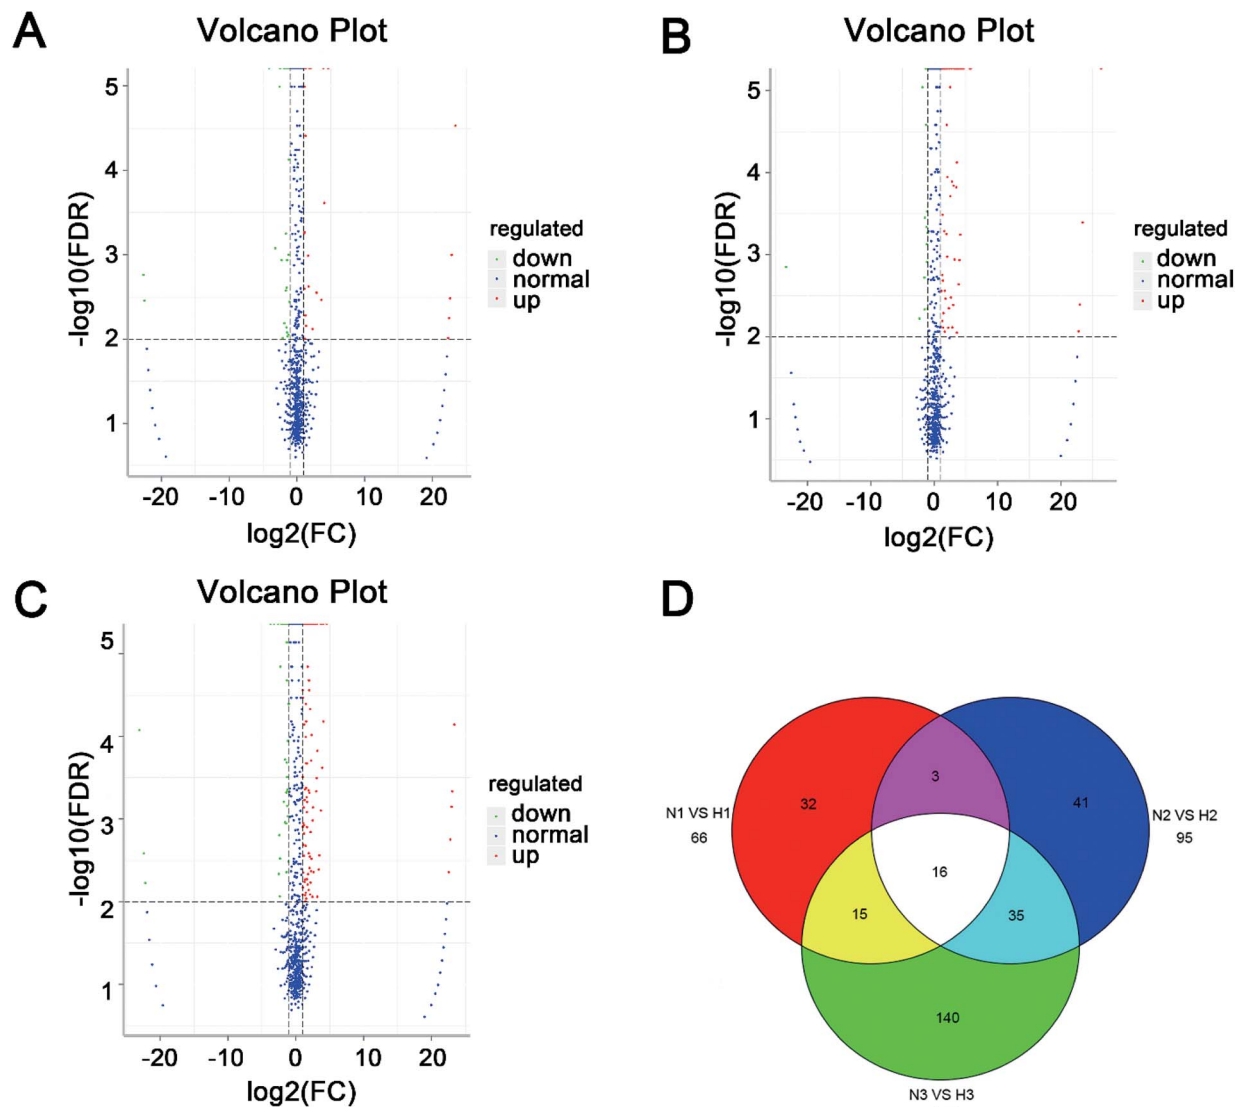 A
Volcano Plot
5
4
3
2
1
-log10(FDR)
-20 -10 0 10 20
log2(FC)
regulated
down
normal
up
B
Volcano Plot
5
4
3
2
1
-log10(FDR)
-20 -10 0 10 20
log2(FC)
regulated
down
normal
up
C
Volcano Plot
5
4
3
2
1
-log10(FDR)
-20 -10 0 10 20
log2(FC)
regulated
down
normal
up
D
3
32
41
N1 VS H1
66
N2 VS H2
95
16
15
35
140
N3 VS H3